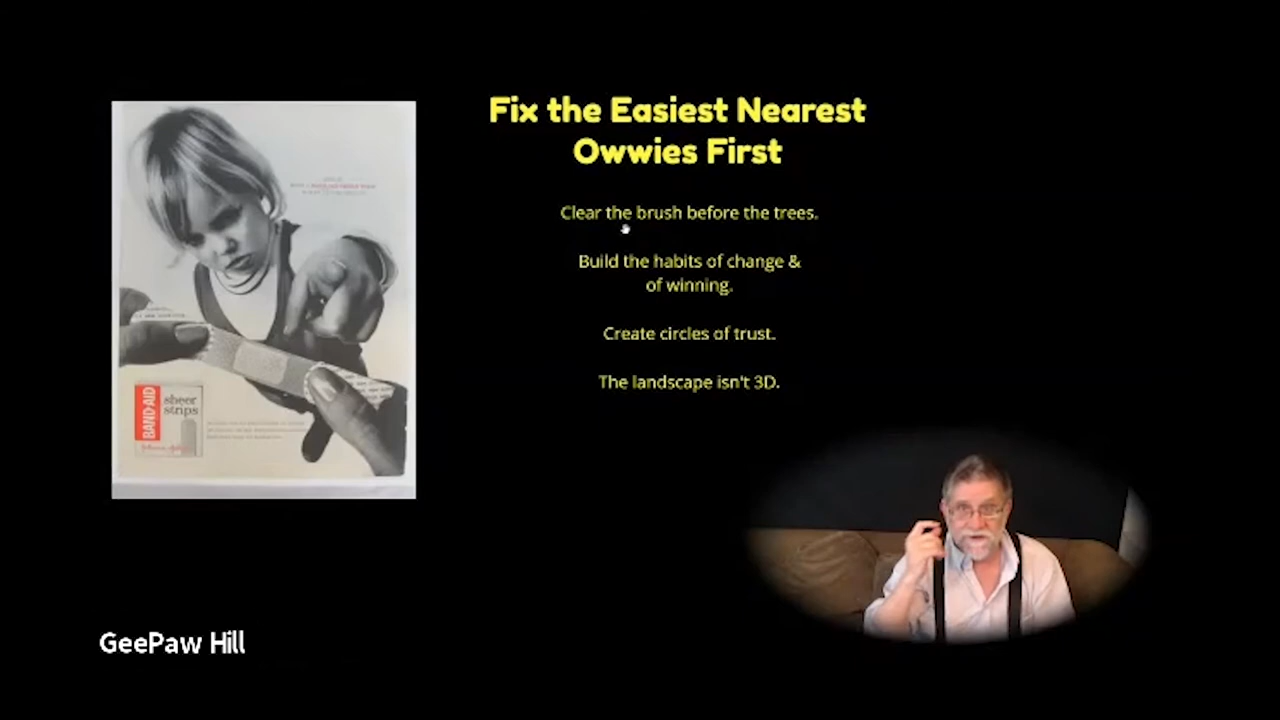 Fix the Easiest Nearest
Owwies First
Clear the brush before the trees.
Build the habits of change &
of winning.
Create circles of trust.
The landscape isn't 3D.
BAND-AID
sheer
strips
GeePaw Hill